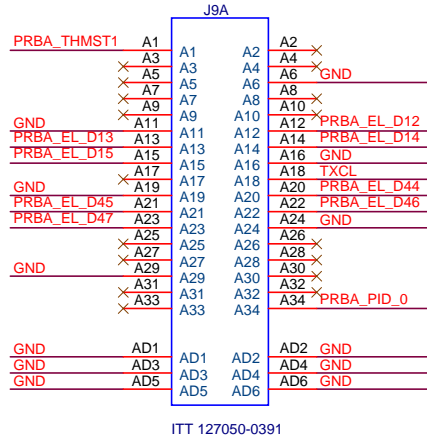 J9A
PRBA_THMST1 A1 A1 A2 A2
A3 A3 A4 A4
A5 A5 A6 A6 GND
A7 A7 A8 A8
A9 A9 A10 A10
GND A11 A11 A12 A12 PRBA_EL_D12
PRBA_EL_D13 A13 A13 A14 A14 PRBA_EL_D14
PRBA_EL_D15 A15 A15 A16 A16 GND
A17 A17 A18 A18 TXCL
GND A19 A19 A20 A20 PRBA_EL_D44
PRBA_EL_D45 A21 A21 A22 A22 PRBA_EL_D46
PRBA_EL_D47 A23 A23 A24 A24 GND
A25 A25 A26 A26
A27 A27 A28 A28
GND A29 A29 A30 A30
A31 A31 A32 A32
A33 A33 A34 A34 PRBA_PID_0
GND AD1 AD1 AD2 AD2 GND
GND AD3 AD3 AD4 AD4 GND
GND AD5 AD5 AD6 AD6 GND
ITT 127050-0391